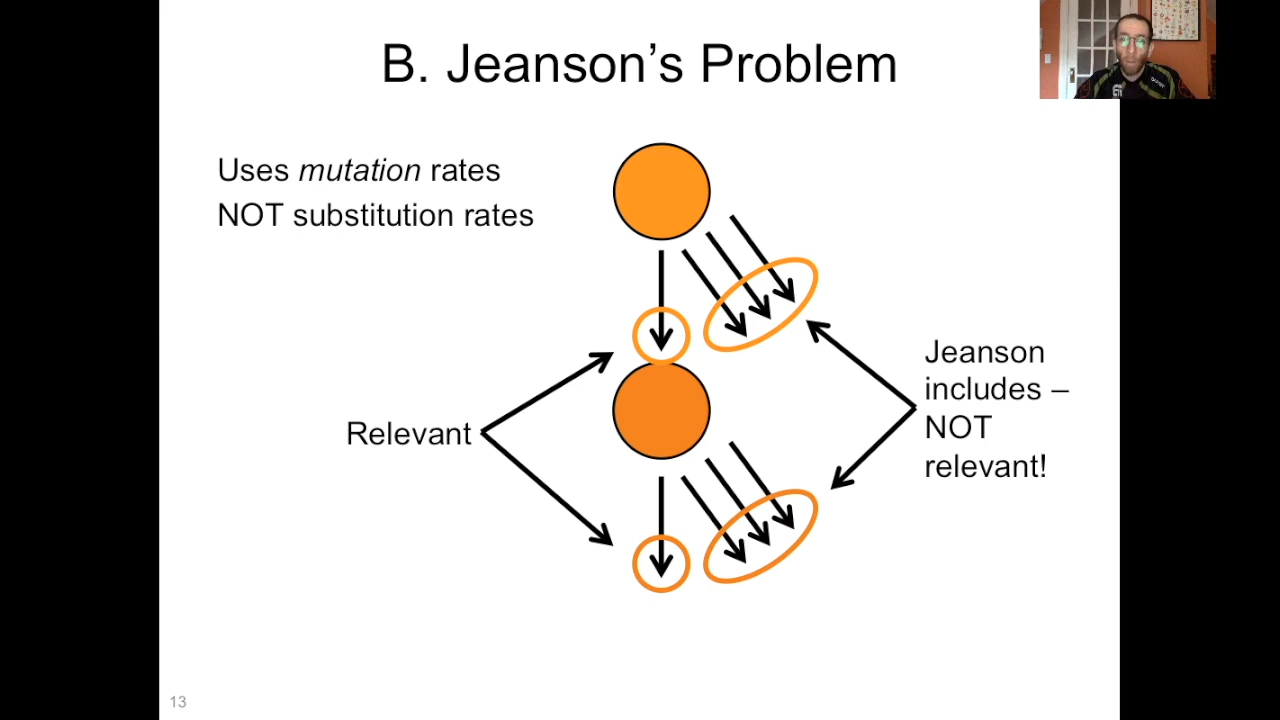 B. Jeanson's Problem
Uses mutation rates
NOT substitution rates
Relevant
Jeanson
includes –
NOT
relevant!
13